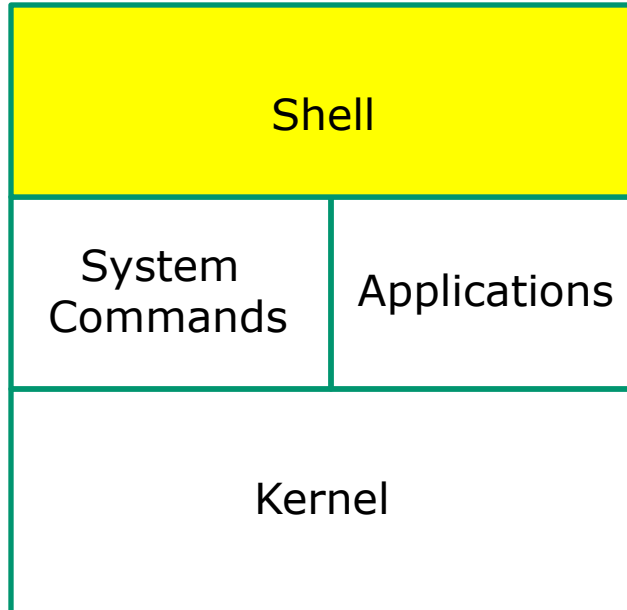 Shell
System
Commands
Applications
Kernel